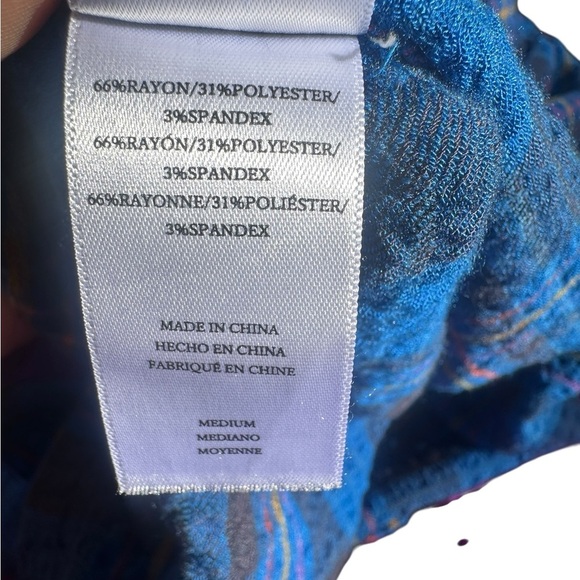 66%RAYON/31%POLYESTER/
3%SPANDEX
66%RAYÓN/31%POLYESTER/
3%SPANDEX
66%RAYONNE/31%POLIÉSTER/
3%SPANDEX
MADE IN CHINA
HECHO EN CHINA
FABRIQUÉ EN CHINE
MEDIUM
MEDIANO
MOYENNE